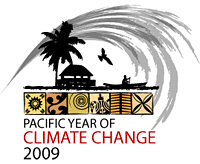 PACIFIC YEAR OF
CLIMATE CHANGE
2009